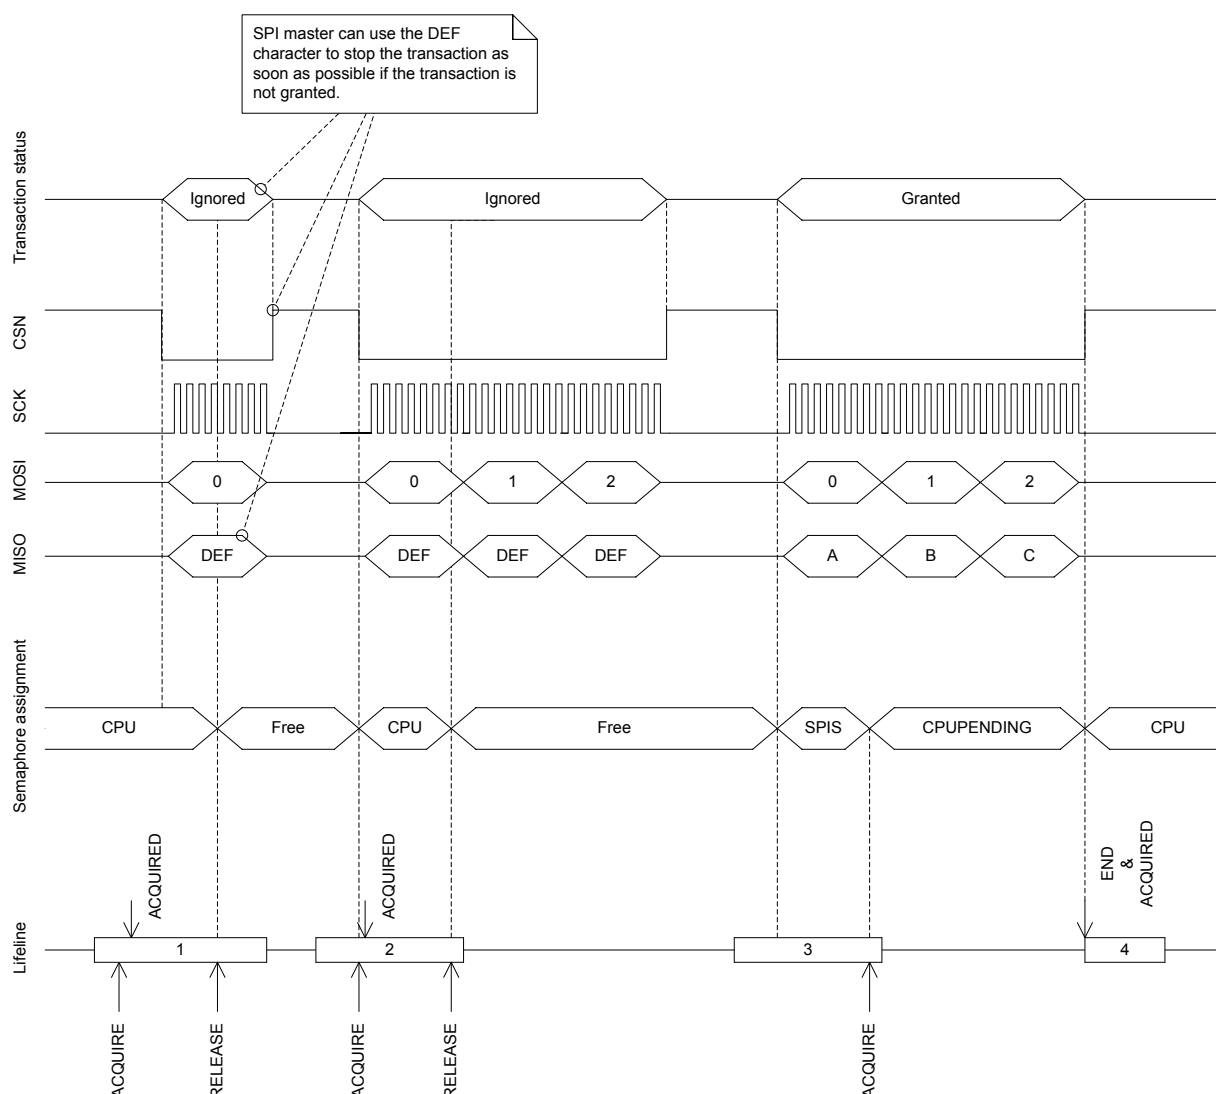 SPI master can use the DEF
character to stop the transaction as
soon as possible if the transaction is
not granted.
Transaction status
Ignored
Ignored
Granted
CSN
SCK
MOSI
0
0
1
2
0
1
2
MISO
DEF
DEF
DEF
DEF
A
B
C
Semaphore assignment
CPU
Free
CPU
Free
SPIS
CPUPENDING
CPU
ACQUIRED
ACQUIRED
END
&
ACQUIRED
Lifeline
1
2
3
4
ACQUIRE
RELEASE
ACQUIRE
RELEASE
ACQUIRE